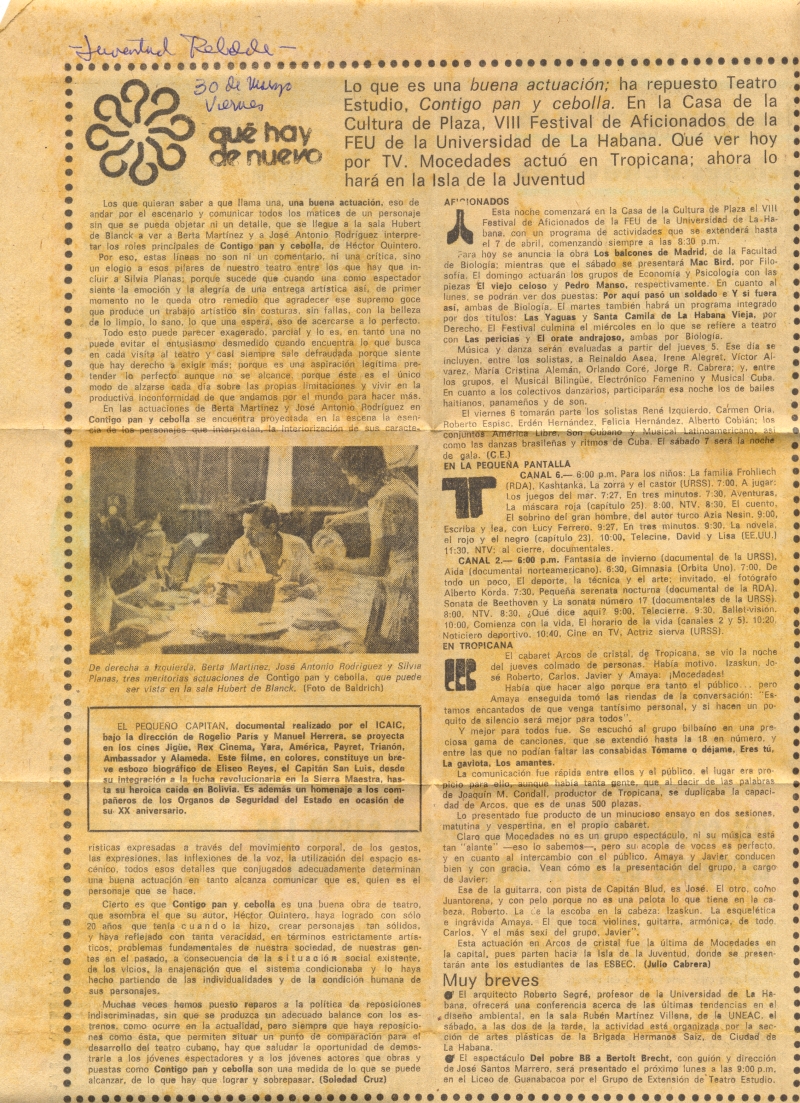 -Juventud Rebelde-
30 de Marzo
Viernes
qué hay
de nuevo
Lo que es una buena actuación; ha repuesto Teatro
Estudio, Contigo pan y cebolla. En la Casa de la
Cultura de Plaza, VIII Festival de Aficionados de la
FEU de la Universidad de La Habana. Qué ver hoy
por TV. Mocedades actuó en Tropicana; ahora lo
hará en la Isla de la Juventud
Los que quieran saber a que llama una, una buena actuación, eso de
andar por el escenario y comunicar todos los matices de un personaje
sin que se pueda objetar ni un detalle, que se llegue a la sala Hubert
de Blanck a ver a Berta Martínez y a José Antonio Rodríguez interpre-
tar los roles principales de Contigo pan y cebolla, de Héctor Quintero.
Por eso, estas líneas no son ni un comentario, ni una crítica, sino
un elogio a esos pilares de nuestro teatro entre los que hay que in-
cluir a Silvia Planas; porque sucede que cuando una como espectador
siente la emoción y la alegría de una entrega artística así, de primer
momento no le queda otro remedio que agradecer ese supremo goce
que produce un trabajo artístico sin costuras, sin fallas, con la belleza
de lo limpio, lo sano, lo que una espera, eso de acercarse a lo perfecto.
Todo esto puede parecer exagerado, parcial y lo es, en tanto una no
puede evitar el entusiasmo desmedido cuando encuentra lo que busca
en cada visita al teatro y casi siempre sale defraudada porque siente
que hay derecho a exigir más; porque es una aspiración legítima pre-
tender lo perfecto aunque no se alcance, porque éste es el único
modo de alzarse cada día sobre las propias limitaciones y vivir en la
productiva inconformidad de que andamos por el mundo para hacer más.
En las actuaciones de Berta Martínez y José Antonio Rodríguez en
Contigo pan y cebolla se encuentra proyectada en la escena la esen-
cia de los personajes que interpretan, la interiorización de sus caracte-
De derecha a izquierda, Berta Martínez, José Antonio Rodríguez y Silvia
Planas, tres meritorias actuaciones de Contigo pan y cebolla, que puede
ser vista en la sala Hubert de Blanck. (Foto de Baldrich)
EL PEQUEÑO CAPITAN, documental realizado por el ICAIC,
bajo la dirección de Rogelio París y Manuel Herrera, se proyecta
en los cines Jigüe, Rex Cinema, Yara, América, Payret, Trianón,
Ambassador y Alameda. Este filme, en colores, constituye un bre-
ve esbozo biográfico de Eliseo Reyes, el Capitán San Luis, desde
su integración a la lucha revolucionaria en la Sierra Maestra, has-
ta su heroica caída en Bolivia. Es además un homenaje a los com-
pañeros de los Organos de Seguridad del Estado en ocasión de
su XX aniversario.
rísticas expresadas a través del movimiento corporal, de los gestos,
las expresiones, las inflexiones de la voz, la utilización del espacio es-
cénico, todos esos detalles que conjugados adecuadamente determinan
una buena actuación en tanto alcanza comunicar que es, quien es el
personaje que se hace.
Cierto es que Contigo pan y cebolla es una buena obra de teatro,
que asombra el que su autor, Héctor Quintero, haya logrado con sólo
20 años que tenía cuando la hizo, crear personajes tan sólidos,
y haya reflejado con tanta veracidad, en términos estrictamente artís-
ticos, problemas fundamentales de nuestra sociedad, de nuestras gen-
tes en el pasado, a consecuencia de la situación social existente,
de los vicios, la enajenación que el sistema condicionaba y lo haya
hecho partiendo de las individualidades y de la condición humana de
sus personajes.
Muchas veces hemos puesto reparos a la política de reposiciones
indiscriminadas, sin que se produzca un adecuado balance con los es-
trenos, como ocurre en la actualidad, pero siempre que haya reposicio-
nes como ésta, que permiten situar un punto de comparación para el
desarrollo del teatro cubano, hay que saludar la oportunidad de demos-
trarle a los jóvenes espectadores y a los jóvenes actores que obras y
puestas como Contigo pan y cebolla son una medida de lo que se puede
alcanzar, de lo que hay que lograr y sobrepasar. (Soledad Cruz)
AFICIONADOS
Esta noche comenzará en la Casa de la Cultura de Plaza el VIII
Festival de Aficionados de la FEU de la Universidad de La Ha-
bana, con un programa de actividades que se extenderá hasta
el 7 de abril, comenzando siempre a las 8:30 p.m.
Para hoy se anuncia la obra Los balcones de Madrid, de la Facultad
de Biología; mientras que el sábado se presentará Mac Bird, por Filo-
sofía. El domingo actuarán los grupos de Economía y Psicología con las
piezas El viejo celoso y Pedro Manso, respectivamente. En cuanto al
lunes, se podrán ver dos puestas: Por aquí pasó un soldado e Y si fuera
así, ambas de Biología. El martes también habrá un programa integrado
por dos títulos: Las Yaguas y Santa Camila de La Habana Vieja, por
Derecho. El Festival culmina el miércoles en lo que se refiere a teatro
con Las pericias y El orate andrajoso, ambas por Biología.
Música y danza serán evaluadas a partir del jueves 5. Ese día se
incluyen, entre los solistas, a Reinaldo Asea, Irene Alegret, Víctor Al-
varez, María Cristina Alemán, Orlando Coré, Jorge R. Cabrera; y, entre
los grupos, el Musical Bilingüe, Electrónico Femenino y Musical Cuba.
En cuanto a los colectivos danzarios, participarán esa noche los de bailes
haitianos, panameños y de son.
El viernes 6 tomarán parte los solistas René Izquierdo, Carmen Oria,
Roberto Espisc, Erdén Hernández, Felicia Hernández, Alberto Cobián; los
conjuntos América Libre, Son Cubano y Musical Latinoamericano, así
como las danzas brasileñas y ritmos de Cuba. El sábado 7 será la noche
de gala. (C.E.)
EN LA PEQUEÑA PANTALLA
CANAL 6.— 6:00 p.m. Para los niños: La familia Frohliech
(RDA), Kashtanka, La zorra y el castor (URSS). 7:00, A jugar:
Los juegos del mar. 7:27, En tres minutos. 7:30, Aventuras,
La máscara roja (capítulo 25). 8:00, NTV. 8:30, El cuento,
El sobrino del gran hombre, del autor turco Azia Nesin. 9:00,
Escriba y lea, con Lucy Ferrero. 9:27, En tres minutos. 9:30, La novela,
el rojo y el negro (capítulo 23). 10:00, Telecine, David y Lisa (EE.UU.)
11:30, NTV; al cierre, documentales.
CANAL 2.— 6:00 p.m. Fantasía de invierno (documental de la URSS),
Aida (documental norteamericano). 6:30, Gimnasia (Orbita Uno). 7:00, De
todo un poco, El deporte, la técnica y el arte; invitado, el fotógrafo
Alberto Korda. 7:30, Pequeña serenata nocturna (documental de la RDA),
Sonata de Beethoven y La sonata número 17 (documentales de la URSS).
8:00, NTV. 8:30, ¿Qué dice aquí? 9:00, Telecierre. 9:30, Ballet-visión.
10:00, Comienza con la vida, El horario de la vida (canales 2 y 5). 10:20,
Noticiero deportivo. 10:40, Cine en TV, Actriz sierva (URSS).
EN TROPICANA
El cabaret Arcos de cristal, de Tropicana, se vio la noche
del jueves colmado de personas. Había motivo. Izaskun, Jo-
sé Roberto, Carlos, Javier y Amaya: ¡Mocedades!
Había que hacer algo porque era tanto el público... pero
Amaya enseguida tomó las riendas de la conversación: "Es-
tamos encantados de que venga tantísimo personal, y si hacen un po-
quito de silencio será mejor para todos".
Y mejor para todos fue. Se escuchó al grupo bilbaíno en una pre-
ciosa gama de canciones, que se extendió hasta la 18 en número, y
entre las que no podían faltar las consabidas Tómame o déjame, Eres tú,
La gaviota, Los amantes.
La comunicación fue rápida entre ellos y el público, el lugar era pro-
picio para ello, aunque había tanta gente, que al decir de las palabras
de Joaquín M. Condall, productor de Tropicana, se duplicaba la capaci-
dad de Arcos, que es de unas 500 plazas.
Lo presentado fue producto de un minucioso ensayo en dos sesiones,
matutina y vespertina, en el propio cabaret.
Claro que Mocedades no es un grupo espectáculo, ni su música está
tan "alante" —eso lo sabemos—, pero su acople de voces es perfecto,
y en cuanto al intercambio con el público, Amaya y Javier conducen
bien y con gracia. Vean cómo es la presentación del grupo, a cargo
de Javier:
Ese de la guitarra, con pista de Capitán Blud, es José. El otro, como
Juantorena, y con pelo porque no es una pelota lo que tiene en la ca-
beza, Roberto. La de la escoba en la cabeza: Izaskun. La esquelética
e ingrávida Amaya. El que toca violines, guitarra, armónica, de todo,
Carlos. Y el más sexi del grupo, Javier".
Esta actuación en Arcos de cristal fue la última de Mocedades en la
capital, pues parten hacia la Isla de la Juventud, donde se presen-
tarán ante los estudiantes de las ESBEC. (Julia Cabrera)
Muy breves
El arquitecto Roberto Segré, profesor de la Universidad de La Ha-
bana, ofrecerá una conferencia acerca de las últimas tendencias en el
diseño ambiental, en la sala Rubén Martínez Villena, de la UNEAC, el
sábado, a las dos de la tarde, la actividad está organizada por la sec-
ción de artes plásticas de la Brigada Hermanos Saíz, de Ciudad de
La Habana.
El espectáculo Del pobre BB a Bertolt Brecht, con guión y dirección
de José Santos Marrero, será presentado el próximo lunes a las 9:00 p.m,
en el Liceo de Guanabacoa por el Grupo de Extensión de Teatro Estudio.